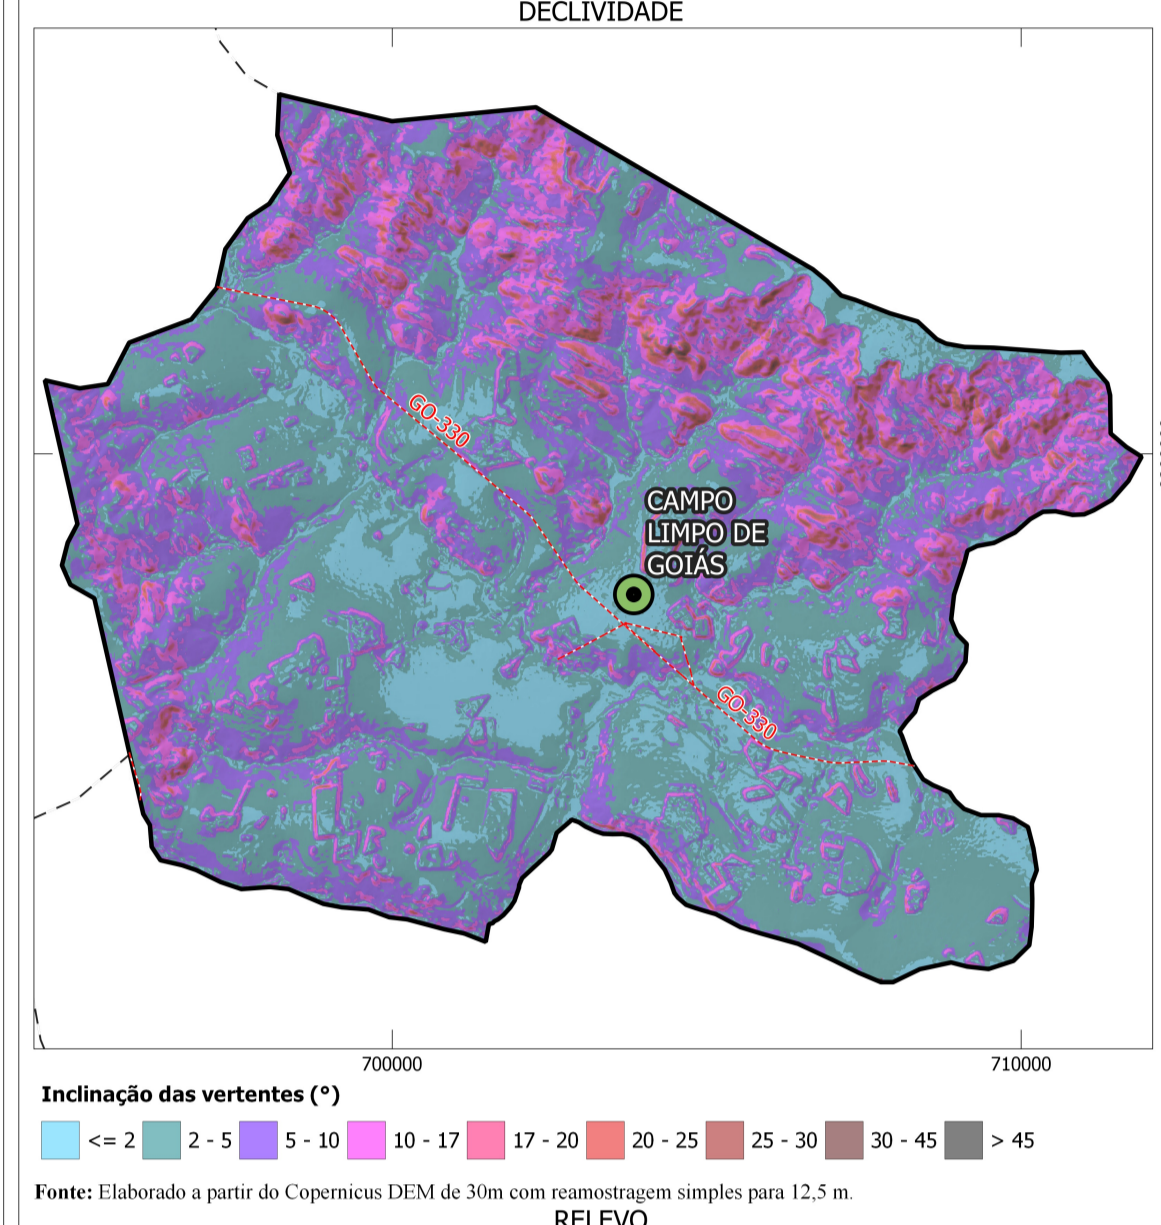 DECLIVIDADE
GO-330
CAMPO
LIMPO DE
GOIÁS
GO-330
700000 710000
Inclinação das vertentes (°)
<= 2 2 - 5 5 - 10 10 - 17 17 - 20 20 - 25 25 - 30 30 - 45 > 45
Fonte: Elaborado a partir do Copernicus DEM de 30m com reamostragem simples para 12,5 m.
RELEVO